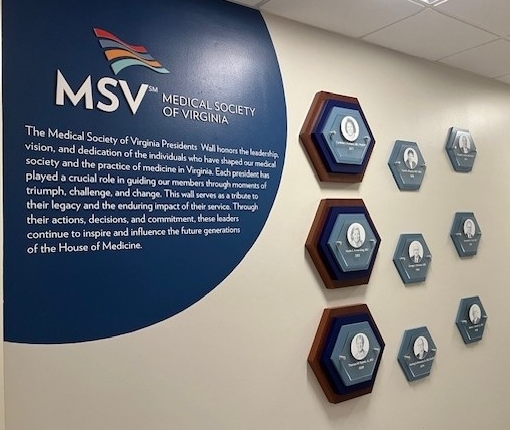 MSV SM MEDICAL SOCIETY
OF VIRGINIA
The Medical Society of Virginia Presidents Wall honors the leadership,
vision, and dedication of the individuals who have shaped our medical
society and the practice of medicine in Virginia. Each president has
played a crucial role in guiding our members through moments of
triumph, challenge, and change. This wall serves as a tribute to
their legacy and the enduring impact of their service. Through
their actions, decisions, and commitment, these leaders
continue to inspire and influence the future generations
of the House of Medicine.